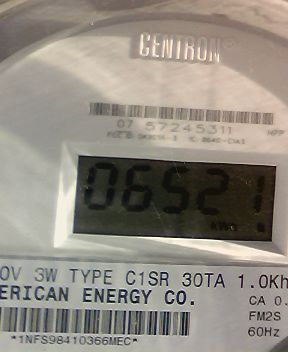 CENTRON®
07 57245311
06521
0V 3W TYPE C1SR 30TA 1.0Kh
ERICAN ENERGY CO.
CA 0.
FM2S
60Hz
*1NFS98410366MEC*